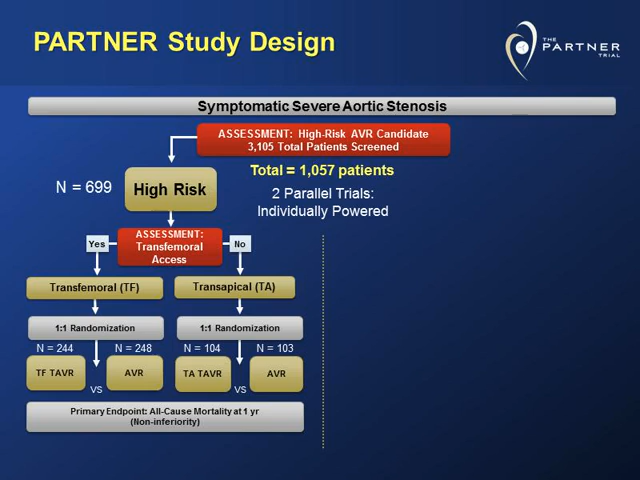 PARTNER Study Design
THE
PARTNER
TRIAL
Symptomatic Severe Aortic Stenosis
ASSESSMENT: High-Risk AVR Candidate
3,105 Total Patients Screened
Total = 1,057 patients
2 Parallel Trials:
Individually Powered
N = 699
High Risk
ASSESSMENT:
Transfemoral
Access
Yes
No
Transfemoral (TF)
Transapical (TA)
1:1 Randomization
1:1 Randomization
N = 244
N = 248
N = 104
N = 103
TF TAVR
AVR
TA TAVR
AVR
VS
VS
Primary Endpoint: All-Cause Mortality at 1 yr
(Non-inferiority)